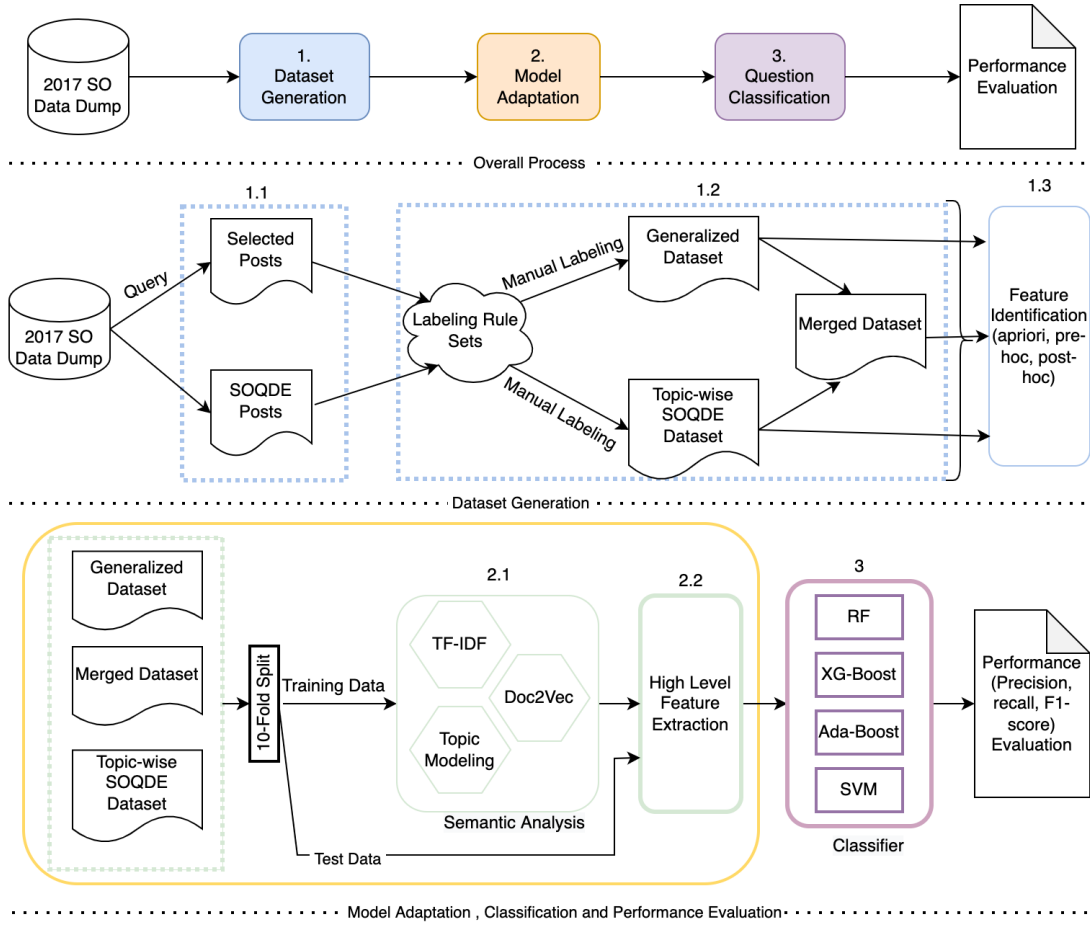 2017 SO
Data Dump
1.
Dataset
Generation
2.
Model
Adaptation
3.
Question
Classification
Performance
Evaluation
Overall Process
1.1
1.2
1.3
2017 SO
Data Dump
Query
Selected
Posts
SOQDE
Posts
Labeling Rule
Sets
Manual Labeling
Manual Labeling
Generalized
Dataset
Merged Dataset
Topic-wise
SOQDE
Dataset
Feature
Identification
(apriori, pre-
hoc, post-
hoc)
Dataset Generation
Generalized
Dataset
Merged Dataset
Topic-wise
SOQDE
Dataset
10-Fold Split
Training Data
Test Data
2.1
TF-IDF
Doc2Vec
Topic
Modeling
Semantic Analysis
2.2
High Level
Feature
Extraction
3
RF
XG-Boost
Ada-Boost
SVM
Classifier
Performance
(Precision,
recall, F1-
score)
Evaluation
Model Adaptation , Classification and Performance Evaluation